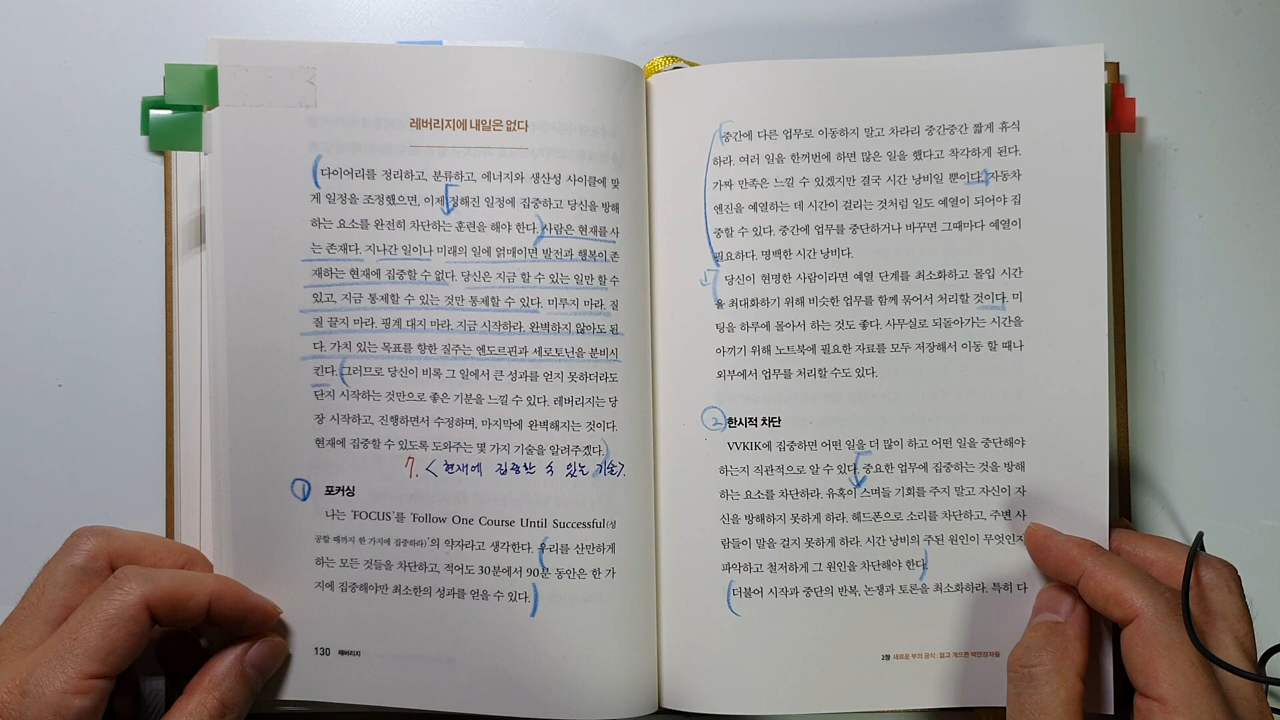 레버리지에 내일은 없다
다이어리를 정리하고, 분류하고, 에너지와 생산성 사이클에 맞
게 일정을 조정했으면, 이제 정해진 일정에 집중하고 당신을 방해
하는 요소를 완전히 차단하는 훈련을 해야 한다. 사람은 현재를 사
는 존재다. 지나간 일이나 미래의 일에 얽매이면 발전과 행복이 존
재하는 현재에 집중할 수 없다. 당신은 지금 할 수 있는 일만 할 수
있고, 지금 통제할 수 있는 것만 통제할 수 있다. 미루지 마라. 질
질 끌지 마라. 핑계 대지 마라. 지금 시작하라. 완벽하지 않아도 된
다. 가치 있는 목표를 향한 질주는 엔도르핀과 세로토닌을 분비시
킨다. 그러므로 당신이 비록 그 일에서 큰 성과를 얻지 못하더라도
단지 시작하는 것만으로 좋은 기분을 느낄 수 있다. 레버리지는 당
장 시작하고, 진행하면서 수정하며, 마지막에 완벽해지는 것이다.
현재에 집중할 수 있도록 도와주는 몇 가지 기술을 알려주겠다.
7. <현재에 집중할 수 있는 기술>.
1 포커싱
나는 'FOCUS'를 'Follow One Course Until Successful(성
공할 때까지 한 가지에 집중하라)'의 약자라고 생각한다. 우리를 산만하게
하는 모든 것들을 차단하고, 적어도 30분에서 90분 동안은 한 가
지에 집중해야만 최소한의 성과를 얻을 수 있다.
130 레버리지
중간에 다른 업무로 이동하지 말고 차라리 중간중간 짧게 휴식
하라. 여러 일을 한꺼번에 하면 많은 일을 했다고 착각하게 된다.
가짜 만족은 느낄 수 있겠지만 결국 시간 낭비일 뿐이다. 자동차
엔진을 예열하는 데 시간이 걸리는 것처럼 일도 예열이 되어야 집
중할 수 있다. 중간에 업무를 중단하거나 바꾸면 그때마다 예열이
필요하다. 명백한 시간 낭비다.
당신이 현명한 사람이라면 예열 단계를 최소화하고 몰입 시간
을 최대화하기 위해 비슷한 업무를 함께 묶어서 처리할 것이다. 미
팅을 하루에 몰아서 하는 것도 좋다. 사무실로 되돌아가는 시간을
아끼기 위해 노트북에 필요한 자료를 모두 저장해서 이동 할 때나
외부에서 업무를 처리할 수도 있다.
2 한시적 차단
VVKIK에 집중하면 어떤 일을 더 많이 하고 어떤 일을 중단해야
하는지 직관적으로 알 수 있다. 중요한 업무에 집중하는 것을 방해
하는 요소를 차단하라. 유혹이 스며들 기회를 주지 말고 자신이 자
신을 방해하지 못하게 하라. 헤드폰으로 소리를 차단하고, 주변 사
람들이 말을 걸지 못하게 하라. 시간 낭비의 주된 원인이 무엇인지
파악하고 철저하게 그 원인을 차단해야 한다.
더불어 시작과 중단의 반복, 논쟁과 토론을 최소화하라. 특히 다
2장 새로운 부의 공식 : 젊고 게으른 백만장자들